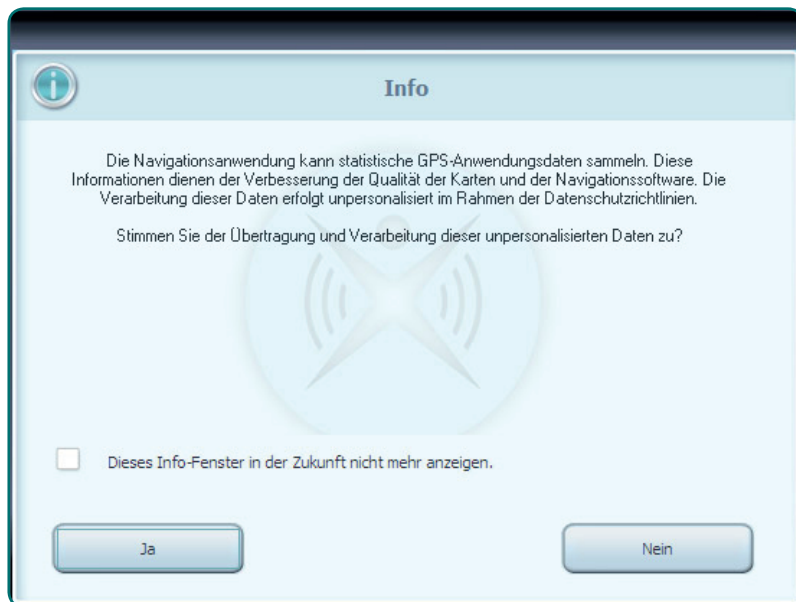 Info
Die Navigationsanwendung kann statistische GPS-Anwendungsdaten sammeln. Diese
Informationen dienen der Verbesserung der Qualität der Karten und der Navigationssoftware. Die
Verarbeitung dieser Daten erfolgt unpersonalisiert im Rahmen der Datenschutzrichtlinien.
Stimmen Sie der Übertragung und Verarbeitung dieser unpersonalisierten Daten zu?
Dieses Info-Fenster in der Zukunft nicht mehr anzeigen.
Ja
Nein